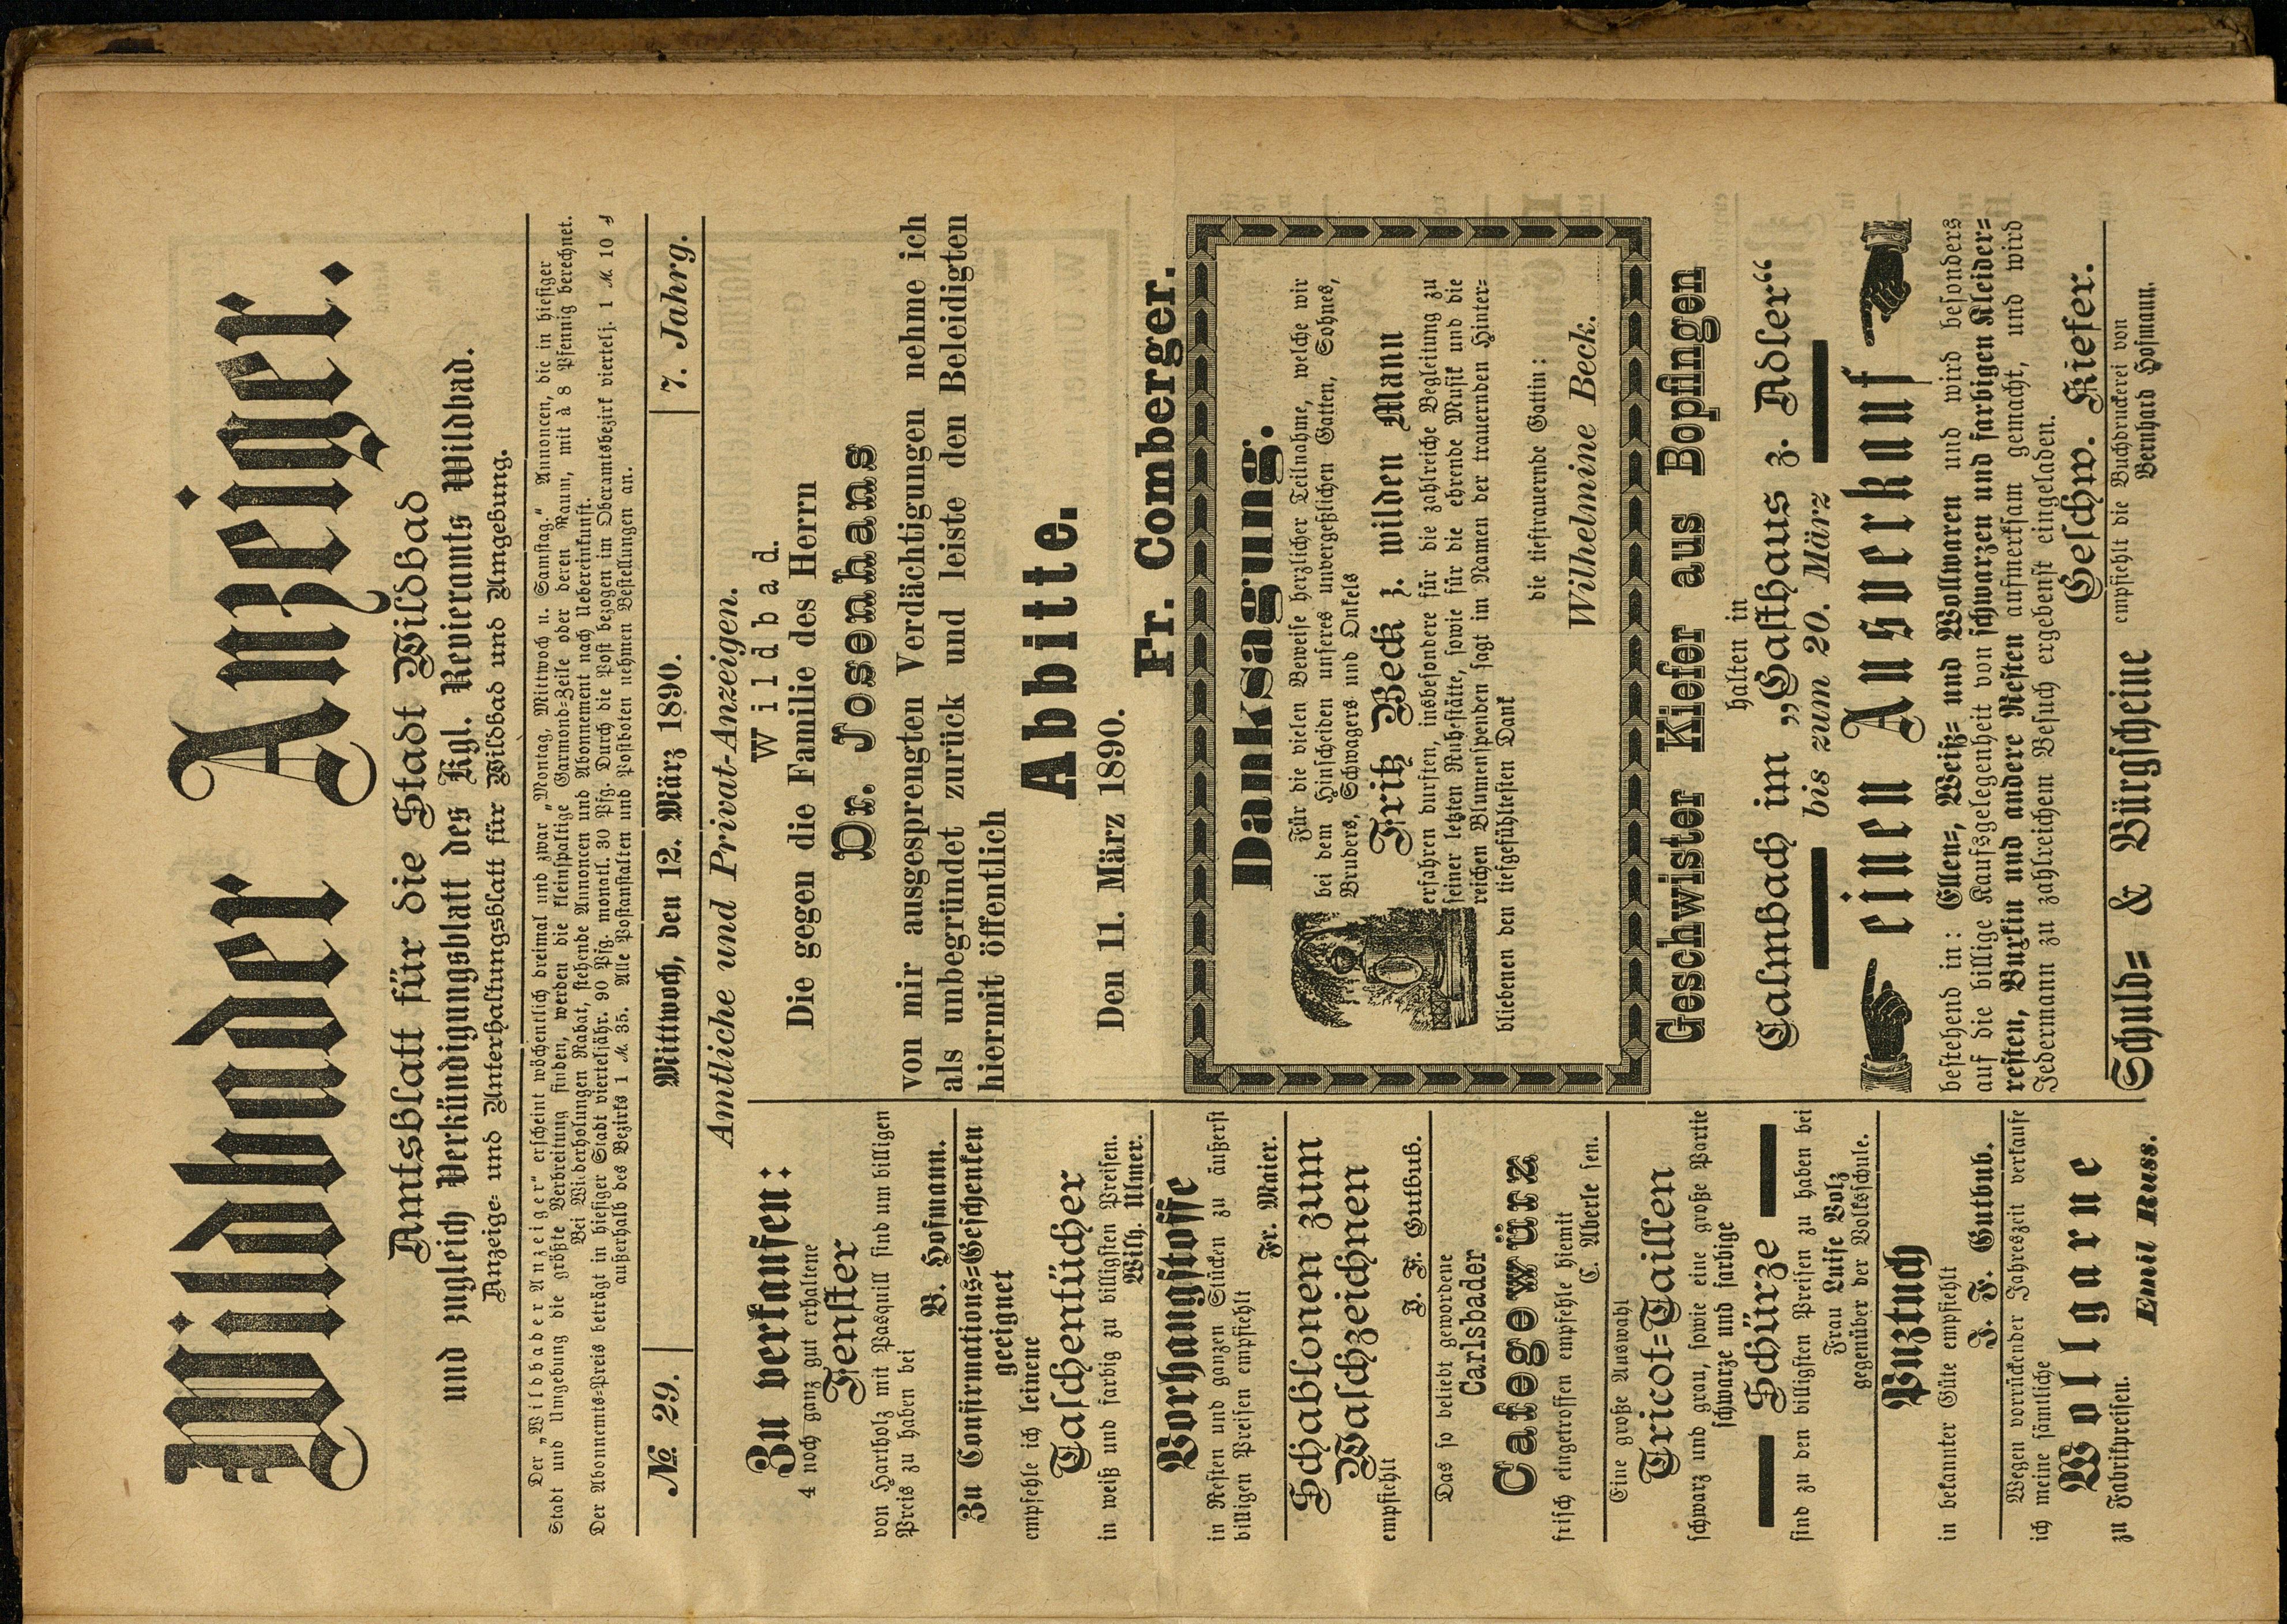 Wildbader Anzeiger.
Amtsblatt für die Stadt Wildbad
und zugleich Verkündigungsblatt des Kgl. Revieramts Wildbad.
Anzeige- und Unterhaltungsblatt für Wildbad und Umgebung.
Der „Wildbader Anzeiger“ erscheint wöchentlich dreimal und zwar „Montag, Mittwoch u. Samstag.“ Annoncen, die in hiesiger
Stadt und Umgebung die größte Verbreitung finden, werden die kleinspaltige Garmond-Zeile oder deren Raum, mit à 8 Pfennig berechnet.
Bei Wiederholungen Rabat, stehende Annoncen und Abonnement nach Uebereinkunft.
Der Abonnemts-Preis beträgt in hiesiger Stadt vierteljähr. 90 Pfg. monatl. 30 Pfg. Durch die Post bezogen im Oberamtsbezirk viertelj. 1 M. 10 ₰
außerhalb des Bezirks 1 M. 35. Alle Postanstalten und Postboten nehmen Bestellungen an.
№ 29.
Mittwoch, den 12. März 1890.
7. Jahrg.
Amtliche und Privat-Anzeigen.
Zu verkaufen:
4 noch ganz gut erhaltene
Fenster
von Hartholz mit Pasquill sind um billigen
Preis zu haben bei
B. Hofmann.
Zu Confirmations-Geschenken
geeignet
empfehle ich leinene
Taschentücher
in weiß und farbig zu billigsten Preisen.
Wilh. Ulmer.
Vorhangstoffe
in Resten und ganzen Stücken zu äußerst
billigen Preisen empfiehlt
Fr. Maier.
Schablonen zum
Waschzeichnen
empfiehlt
J. F. Gutbub.
Das so beliebt gewordene
Carlsbader
Cafegewürz
frisch eingetroffen empfehle hiemit
C. Aberle sen.
Eine große Auswahl
Tricot-Taillen
schwarz und grau, sowie eine große Partie
schwarze und farbige
Schürze
sind zu den billigsten Preisen zu haben bei
Frau Luise Volz
gegenüber der Volksschule.
Puztuch
in bekannter Güte empfiehlt
J. F. Gutbub.
Wegen vorrückender Jahreszeit verkaufe
ich meine sämtliche
Wollgarne
zu Fabrikpreisen.
Emil Russ.
Wildbad.
Die gegen die Familie des Herrn
Dr. Josenhans
von mir ausgesprengten Verdächtigungen nehme ich
als unbegründet zurück und leiste den Beleidigten
hiermit öffentlich
Abbitte.
Den 11. März 1890.
Fr. Comberger.
Danksagung.
Für die vielen Beweise herzlicher Teilnahme, welche wir
bei dem Hinscheiden unseres unvergeßlichen Gatten, Sohnes,
Bruders, Schwagers und Onkels
Fritz Beck z. wilden Mann
erfahren durften, insbesondere für die zahlreiche Begleitung zu
seiner letzten Ruhestätte, sowie für die ehrende Musik und die
reichen Blumenspenden sagt im Namen der trauernden Hinter-
bliebenen den tiefgefühltesten Dank
die tieftrauernde Gattin:
Wilhelmine Beck.
Geschwister Kiefer aus Bopfingen
halten in
Calmbach im „Gasthaus z. Adler“
bis zum 20. März
einen Ausverkauf
bestehend in: Ellen-, Weiß- und Wollwaren und wird besonders
auf die billige Kaufsgelegenheit von schwarzen und farbigen Kleider-
resten, Buxkin und andere Resten aufmerksam gemacht, und wird
Jedermann zu zahlreichem Besuch ergebenst eingeladen.
Geschw. Kiefer.
Schuld- & Bürgscheine empfiehlt die Buchdruckerei von
Bernhard Hofmann.